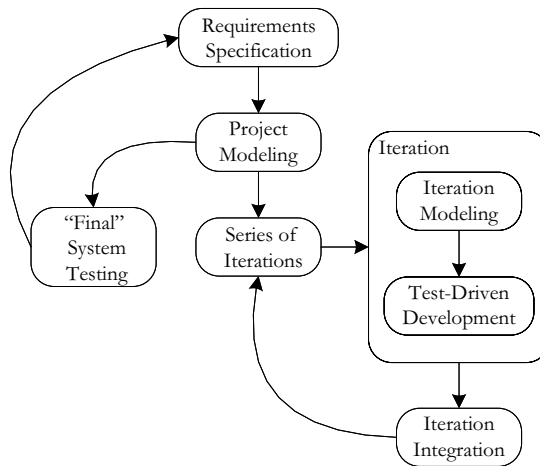 Requirements
Specification
Project
Modeling
Iteration
Iteration
Modeling
“Final”
System
Testing
Series of
Iterations
Test-Driven
Development
Iteration
Integration